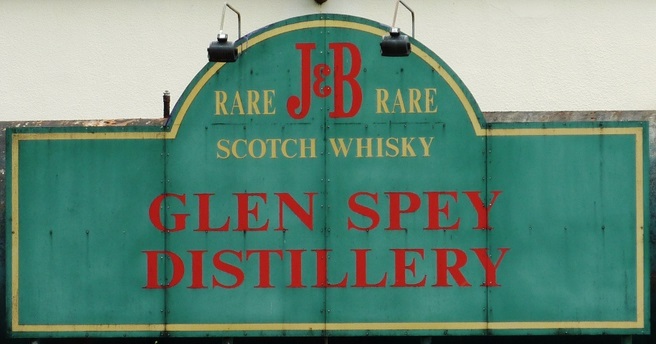 RARE J&B RARE
SCOTCH WHISKY
GLEN SPEY
DISTILLERY